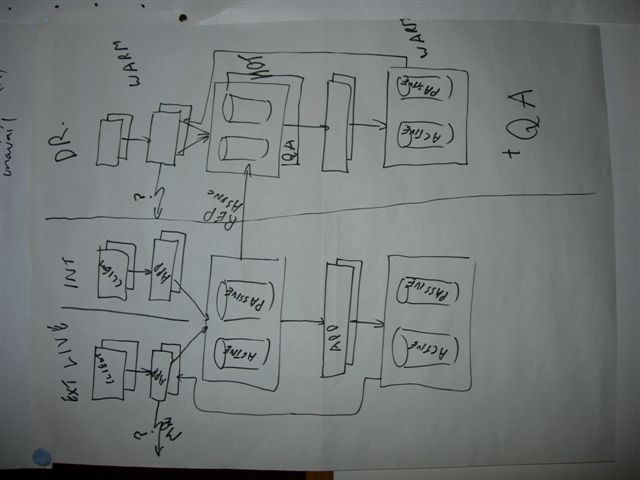 EXT LIVE INT DR.
CLIENT CLIENT
WARM
APP APP
? ?
ACTIVE PASSIVE
REP
ASYNC
HOT
QA
APP
ACTIVE PASSIVE
ACTIVE PASIVE
WARM
+ QA